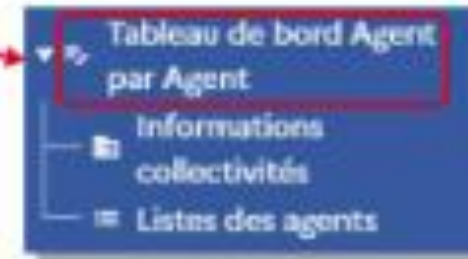 Tableau de bord Agent
par Agent
Informations
collectivités
Listes des agents